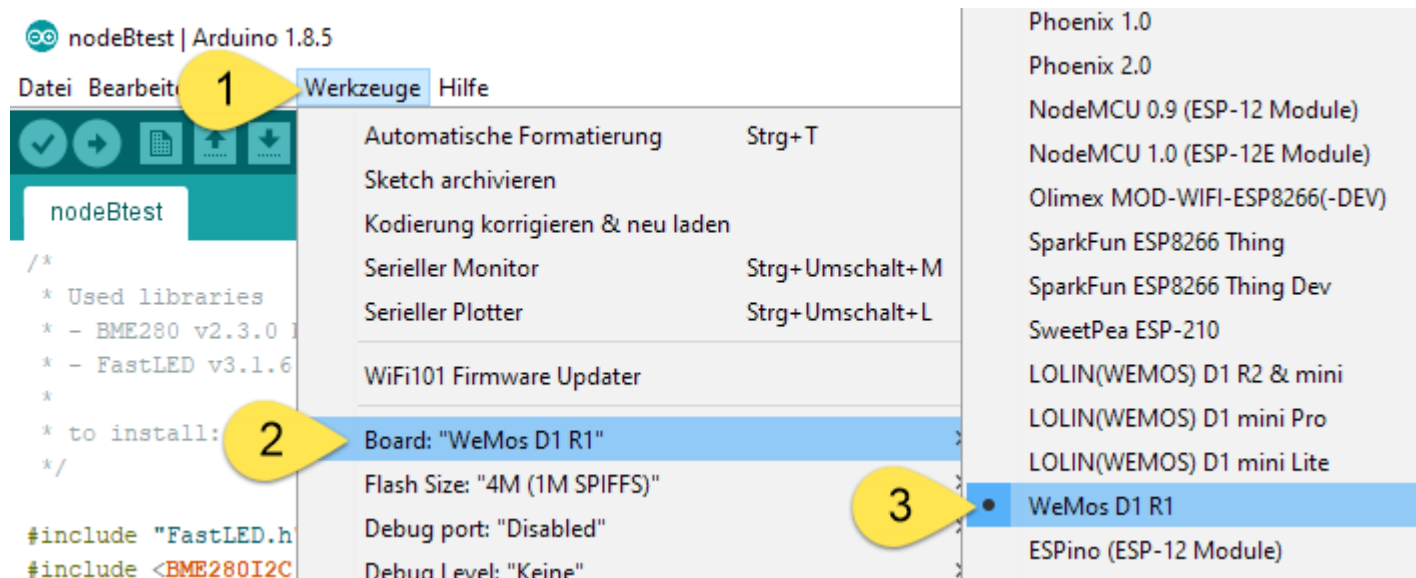 nodeBtest | Arduino 1.8.5
Datei Bearbeite 1 Werkzeuge Hilfe
nodeBtest
/*
* Used libraries
* - BME280 v2.3.0
* - FastLED v3.1.6
*
* to install:
*/
#include "FastLED.h"
#include <BME280I2C
Automatische Formatierung Strg+T
Sketch archivieren
Kodierung korrigieren & neu laden
Serieller Monitor Strg+Umschalt+M
Serieller Plotter Strg+Umschalt+L
WiFi101 Firmware Updater
2 Board: "WeMos D1 R1"
Flash Size: "4M (1M SPIFFS)"
Debug port: "Disabled"
Debug Level: "Keine"
Phoenix 1.0
Phoenix 2.0
NodeMCU 0.9 (ESP-12 Module)
NodeMCU 1.0 (ESP-12E Module)
Olimex MOD-WIFI-ESP8266(-DEV)
SparkFun ESP8266 Thing
SparkFun ESP8266 Thing Dev
SweetPea ESP-210
LOLIN(WEMOS) D1 R2 & mini
LOLIN(WEMOS) D1 mini Pro
LOLIN(WEMOS) D1 mini Lite
3 WeMos D1 R1
ESPino (ESP-12 Module)